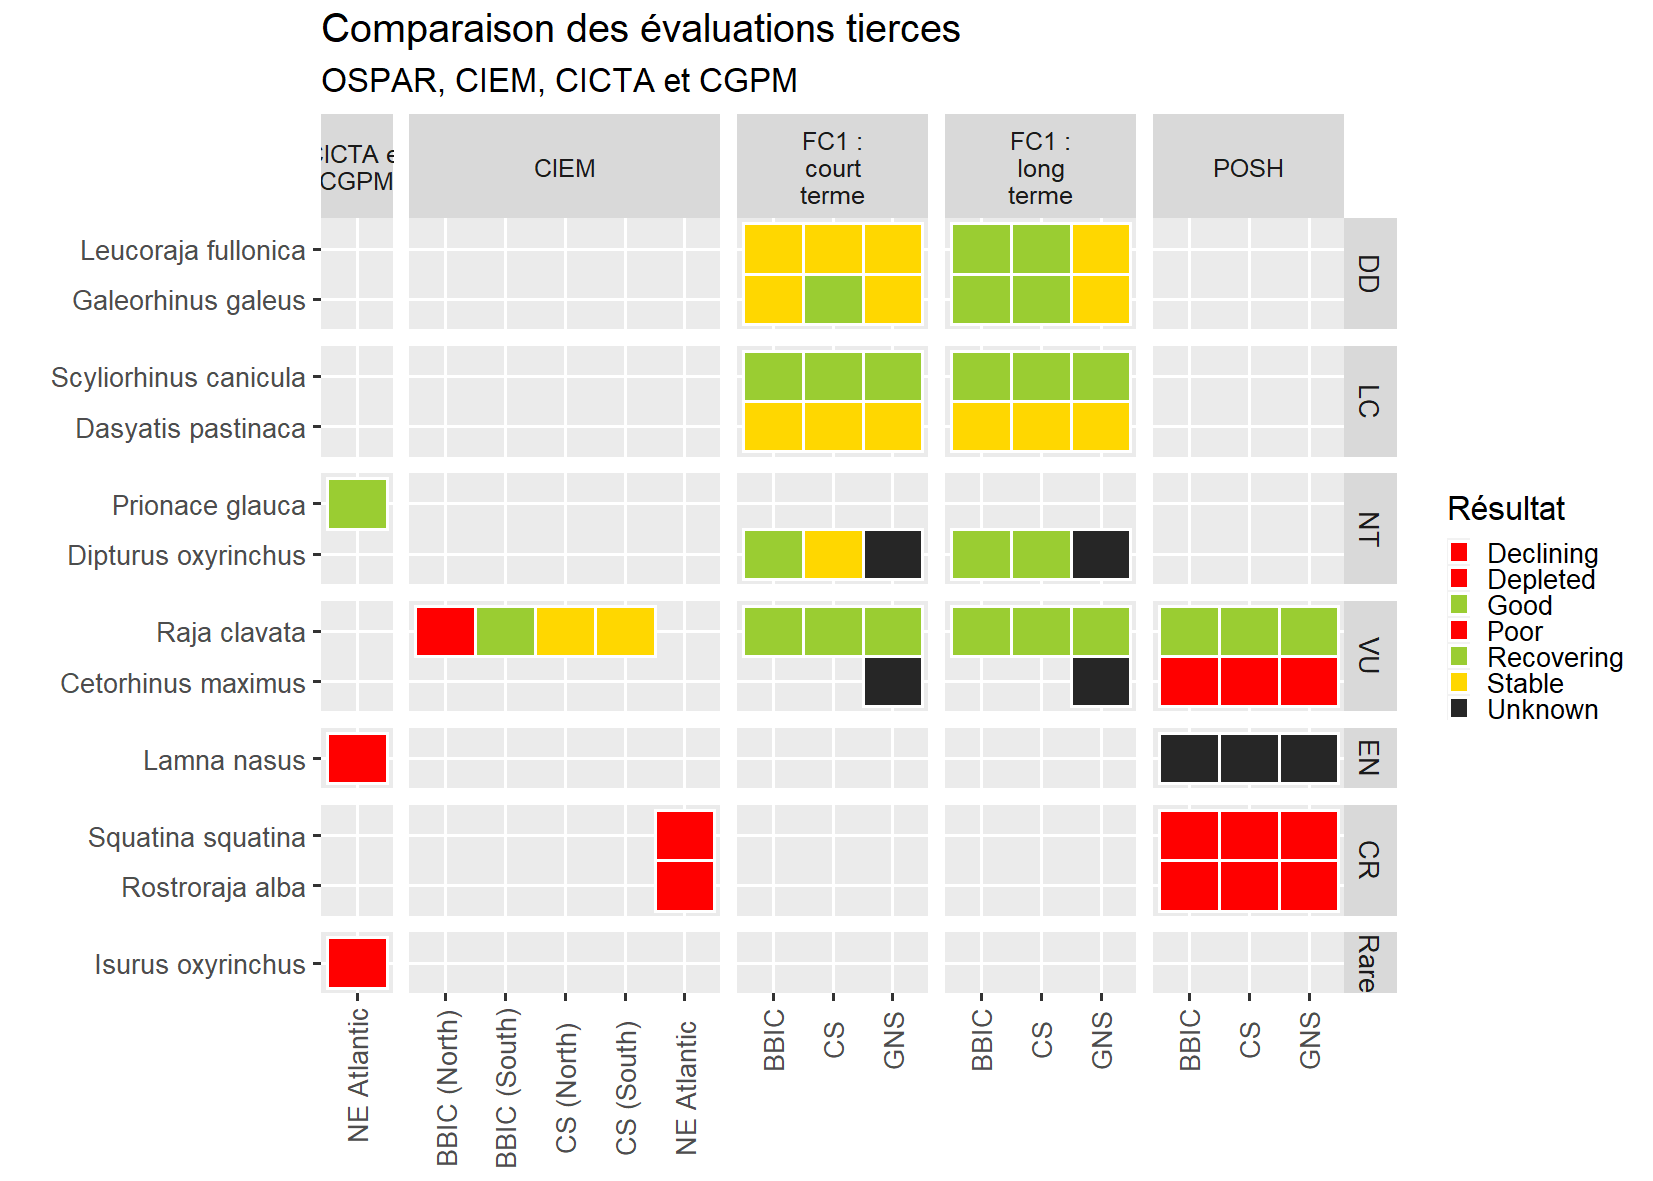 Comparaison des évaluations tierces
OSPAR, CIEM, CICTA et CGPM
CICTA et
CGPM
CIEM
FC1 :
court
terme
FC1 :
long
terme
POSH
Leucoraja fullonica
Galeorhinus galeus
DD
Scyliorhinus canicula
Dasyatis pastinaca
LC
Prionace glauca
Dipturus oxyrinchus
NT
Raja clavata
Cetorhinus maximus
VU
Lamna nasus
EN
Squatina squatina
Rostroraja alba
CR
Isurus oxyrinchus
Rare
NE Atlantic
BBIC (North)
BBIC (South)
CS (North)
CS (South)
NE Atlantic
BBIC
CS
GNS
BBIC
CS
GNS
BBIC
CS
GNS
Résultat
Declining
Depleted
Good
Poor
Recovering
Stable
Unknown